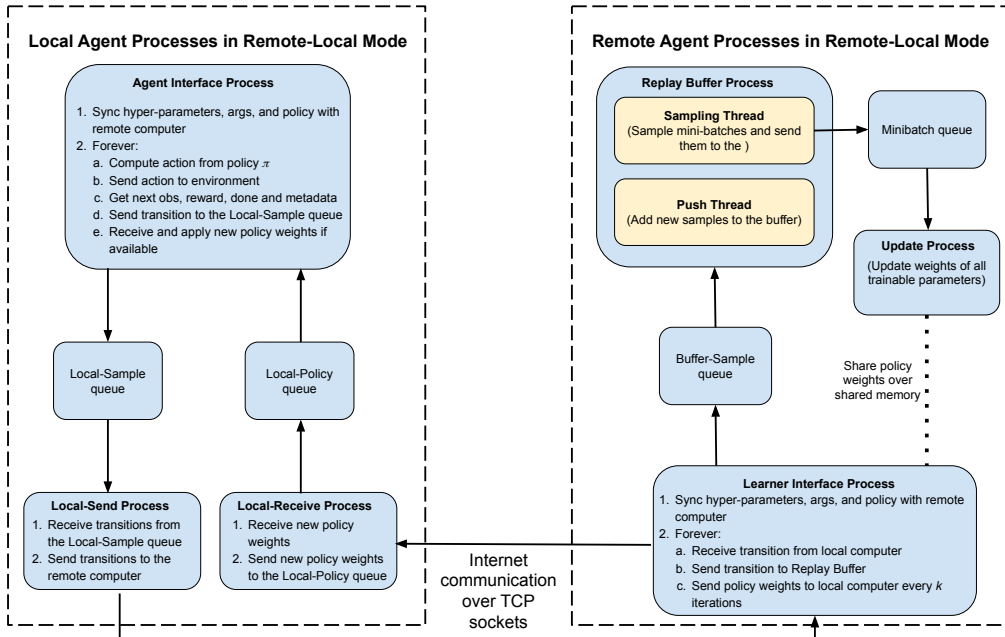 Local Agent Processes in Remote-Local Mode
Agent Interface Process
1. Sync hyper-parameters, args, and policy with
remote computer
2. Forever:
a. Compute action from policy π
b. Send action to environment
c. Get next obs, reward, done and metadata
d. Send transition to the Local-Sample queue
e. Receive and apply new policy weights if
available
Local-Sample
queue
Local-Policy
queue
Local-Send Process
1. Receive transitions from
the Local-Sample queue
2. Send transitions to the
remote computer
Local-Receive Process
1. Receive new policy
weights
2. Send new policy weights
to the Local-Policy queue
Internet
communication
over TCP
sockets
Remote Agent Processes in Remote-Local Mode
Replay Buffer Process
Sampling Thread
(Sample mini-batches and send
them to the )
Push Thread
(Add new samples to the buffer)
Minibatch queue
Update Process
(Update weights of all
trainable parameters)
Buffer-Sample
queue
Share policy
weights over
shared memory
Learner Interface Process
1. Sync hyper-parameters, args, and policy with remote
computer
2. Forever:
a. Receive transition from local computer
b. Send transition to Replay Buffer
c. Send policy weights to local computer every k
iterations